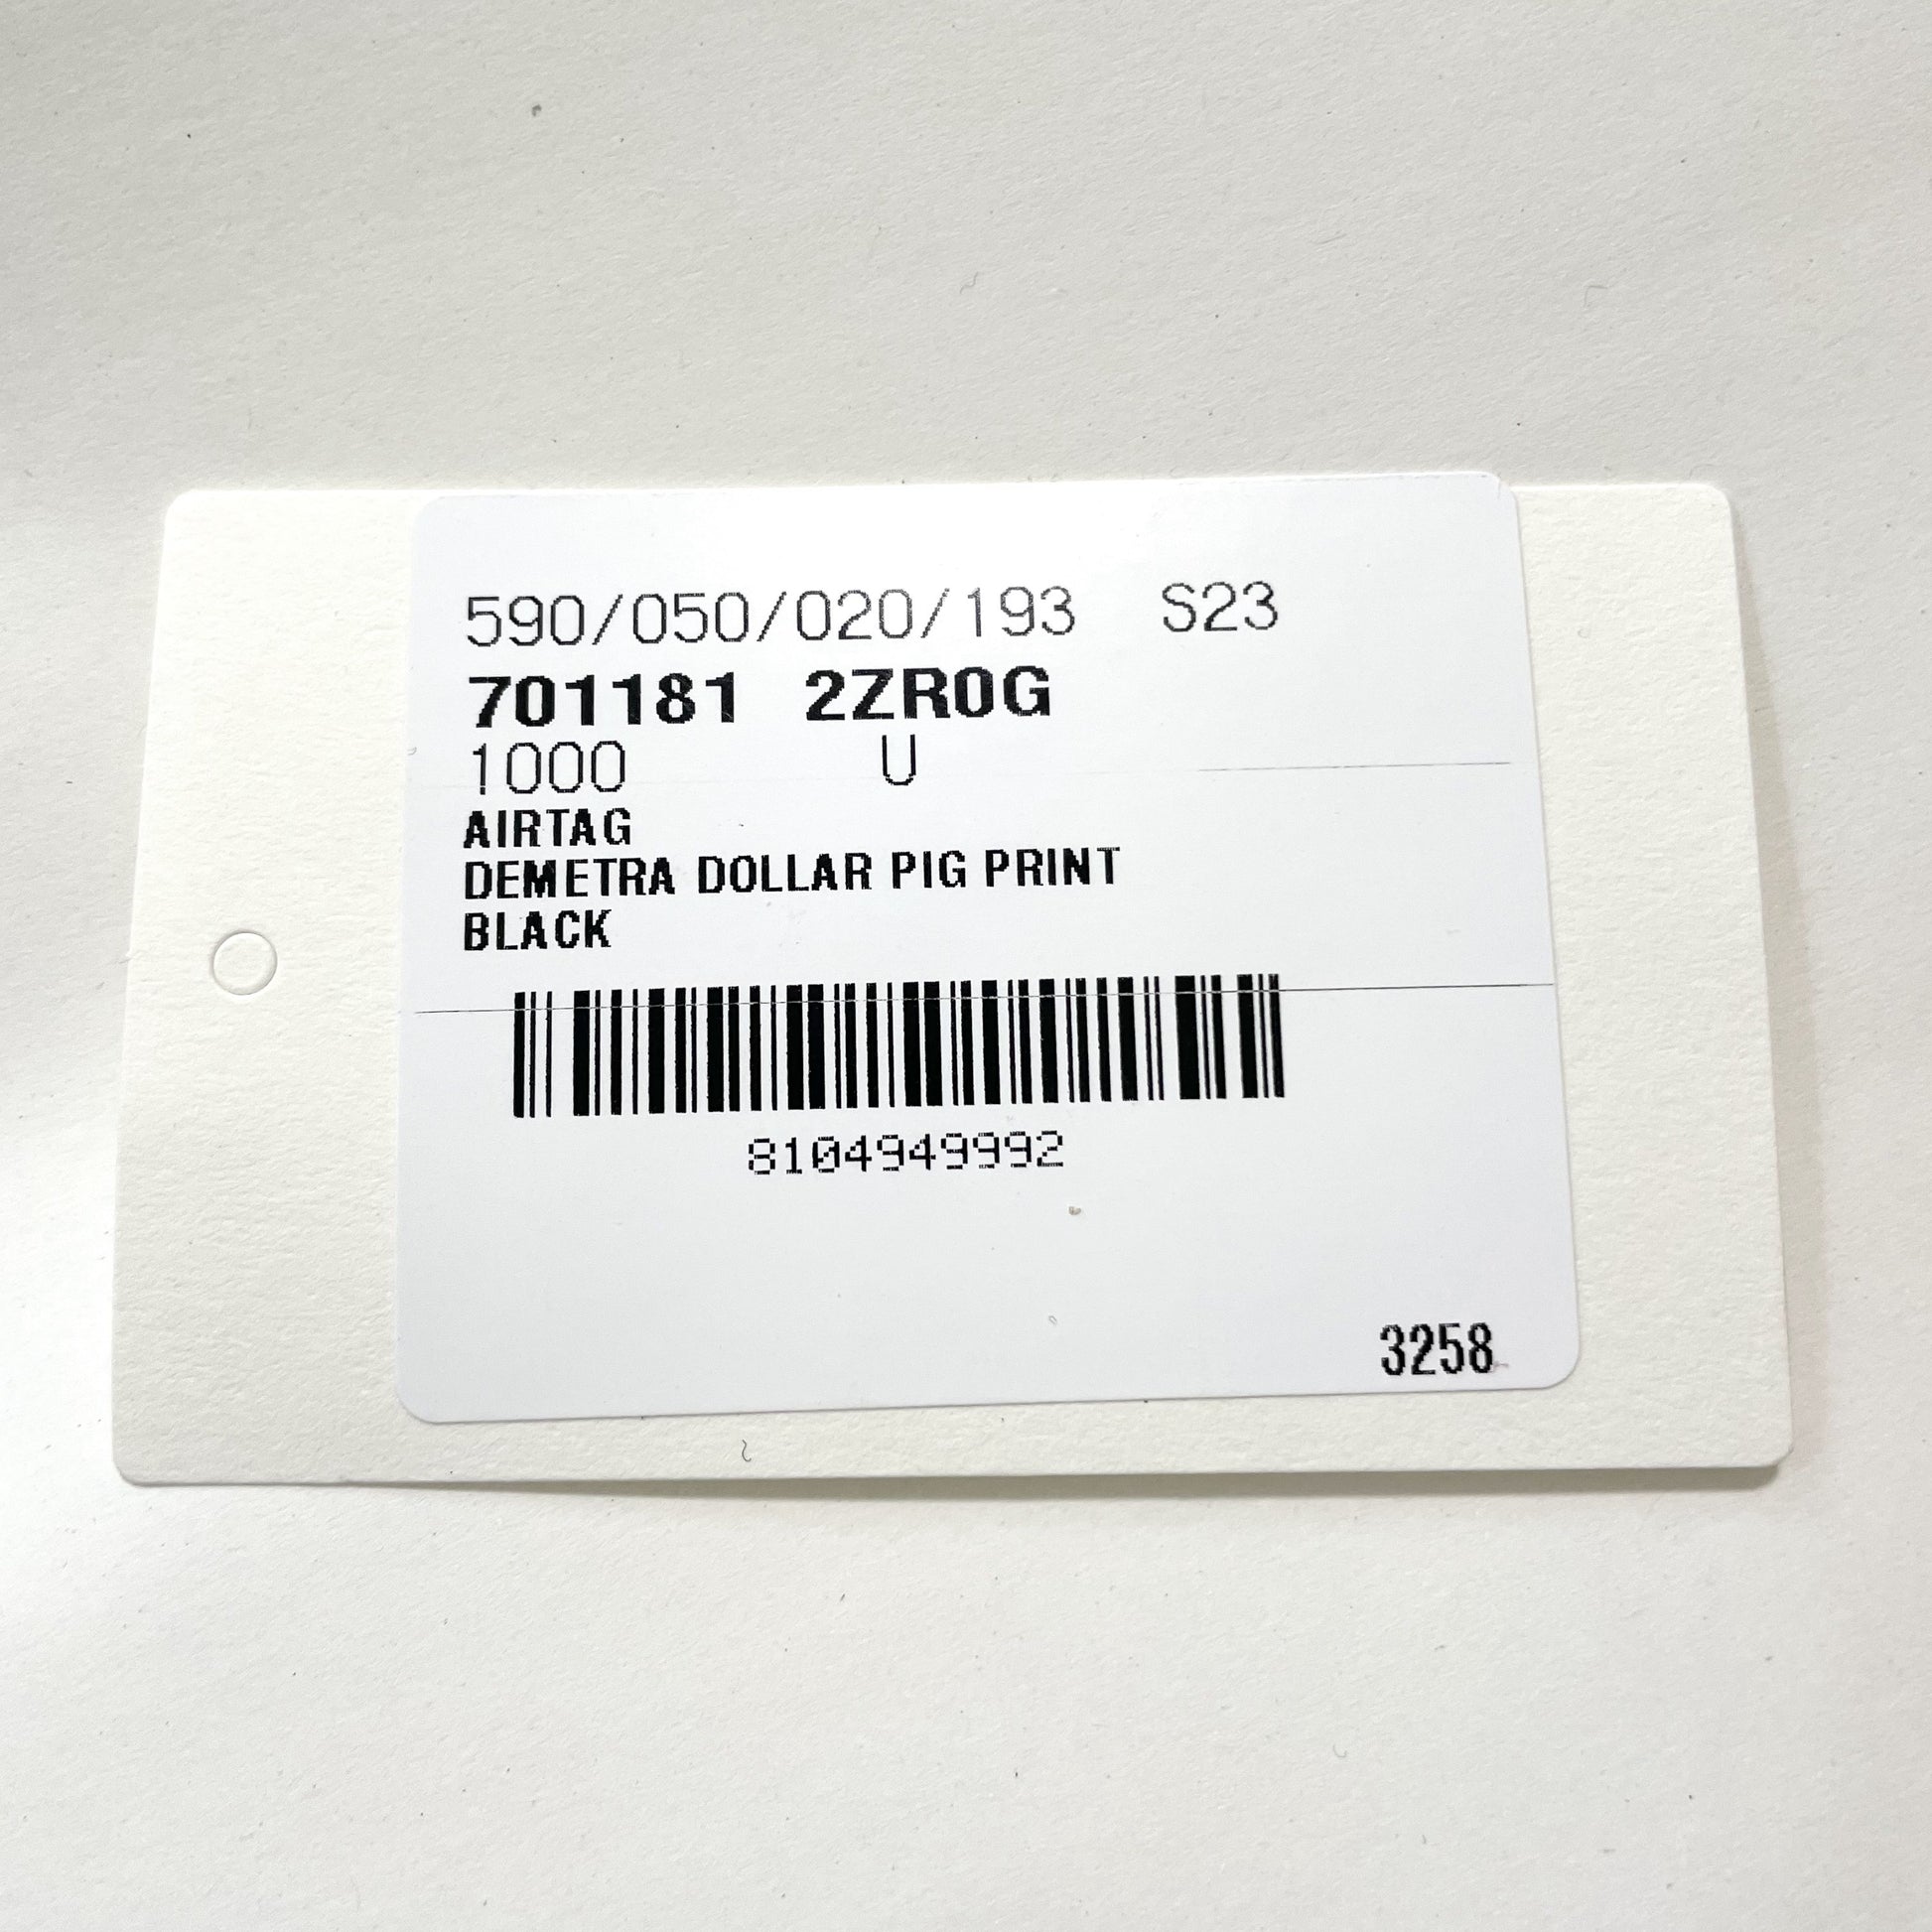 590/050/020/193 S23
701181 2ZR0G
1000 U
AIRTAG
DEMETRA DOLLAR PIG PRINT
BLACK
8104949992
3258